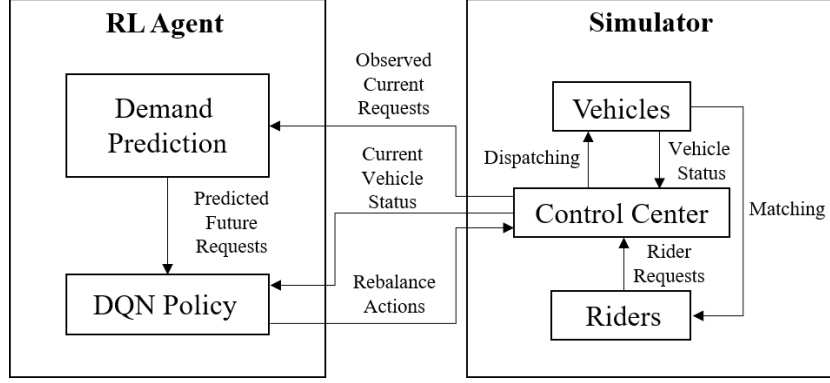 RL Agent
Simulator
Observed
Current
Requests
Demand
Prediction
Vehicles
Current
Vehicle
Status
Dispatching
Vehicle
Status
Predicted
Future
Requests
Control Center
Matching
Rider
Requests
DQN Policy
Rebalance
Actions
Riders